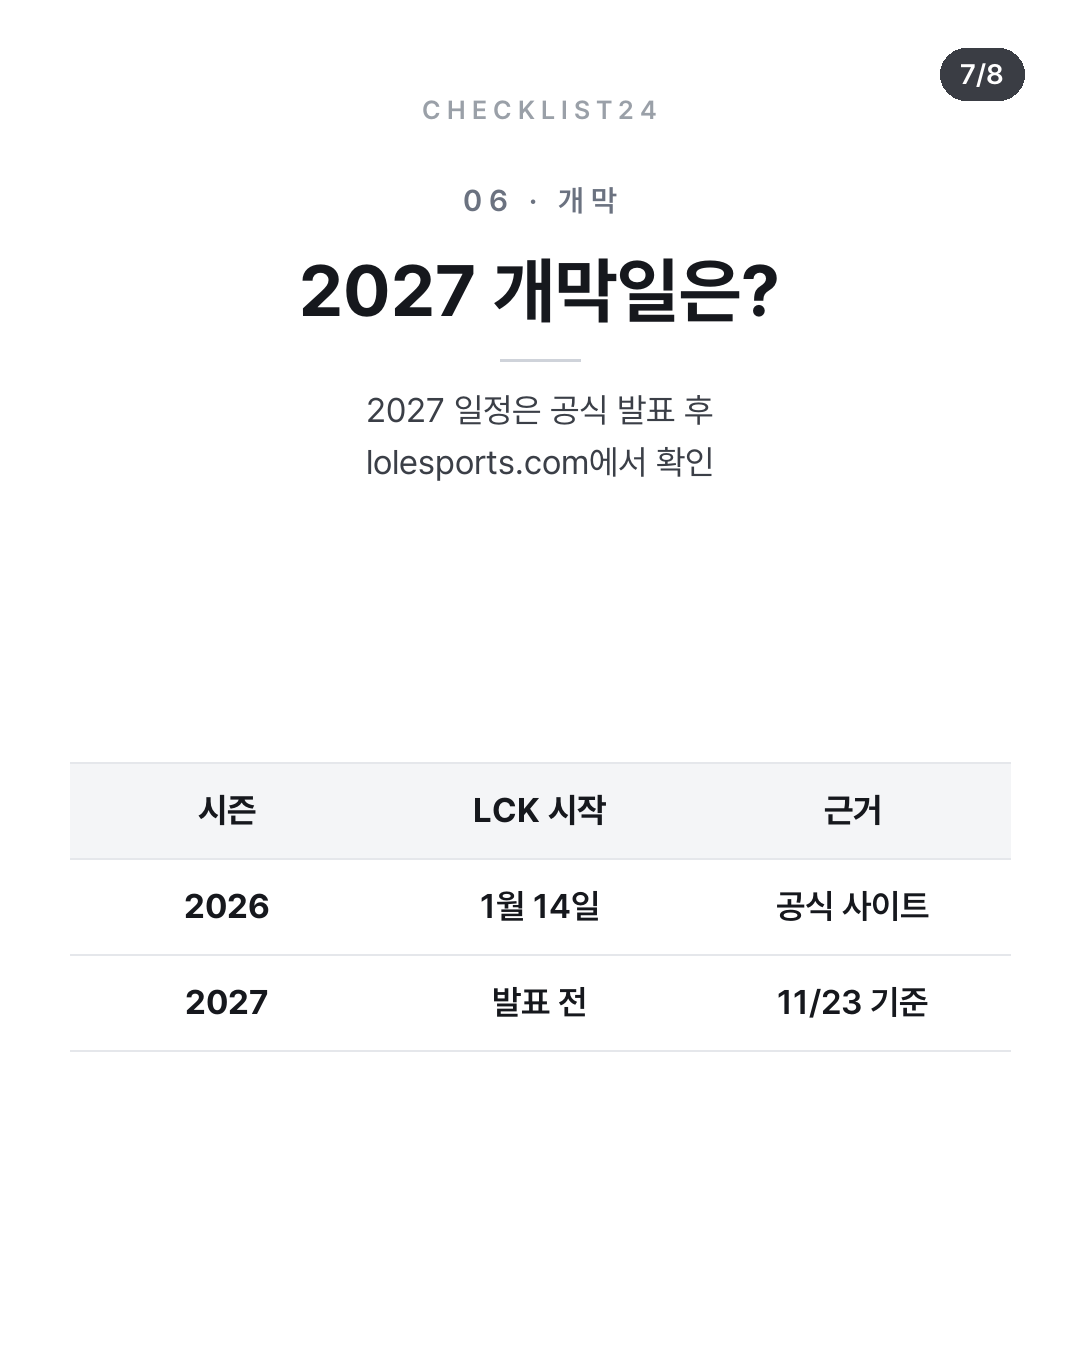 7/8
CHECKLIST24
06 · 개막
2027 개막일은?
2027 일정은 공식 발표 후
lolesports.com에서 확인
시즌 LCK 시작 근거
2026 1월 14일 공식 사이트
2027 발표 전 11/23 기준